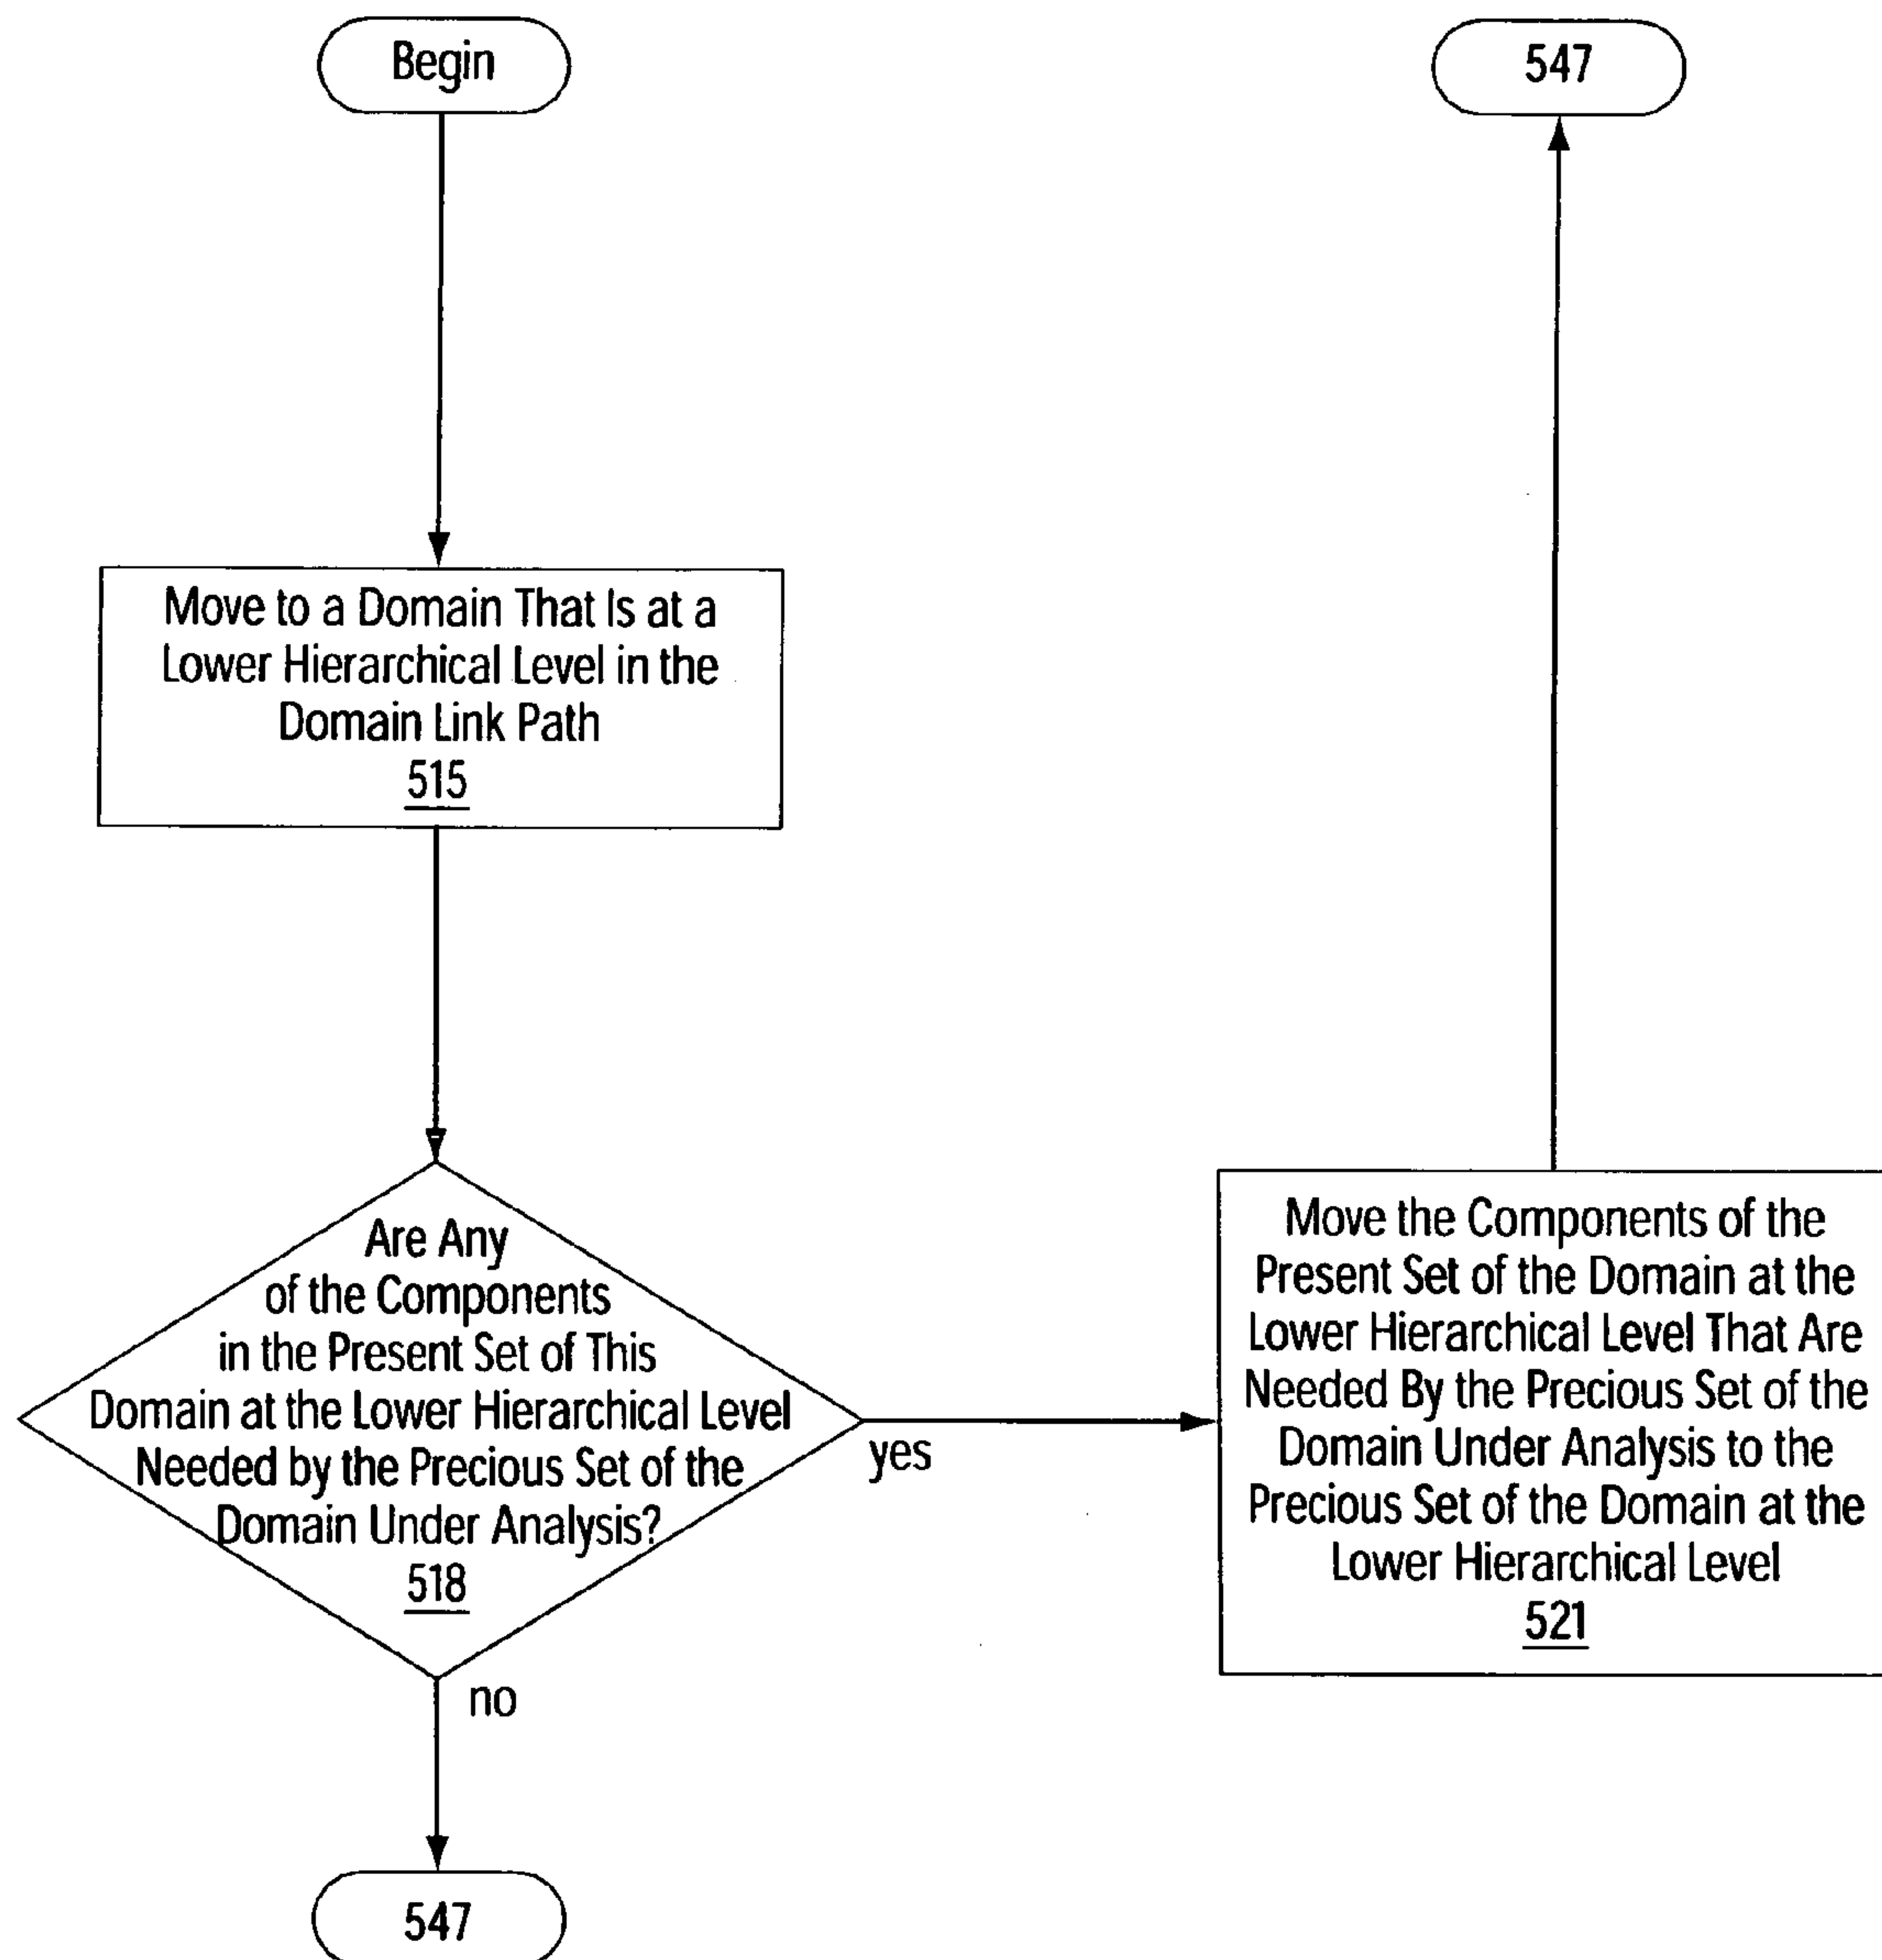 Begin
Move to a Domain That Is at a
Lower Hierarchical Level in the
Domain Link Path
515
Are Any
of the Components
in the Present Set of This
Domain at the Lower Hierarchical Level
Needed by the Precious Set of the
Domain Under Analysis?
518
yes
no
547
Move the Components of the
Present Set of the Domain at the
Lower Hierarchical Level That Are
Needed By the Precious Set of the
Domain Under Analysis to the
Precious Set of the Domain at the
Lower Hierarchical Level
521
547